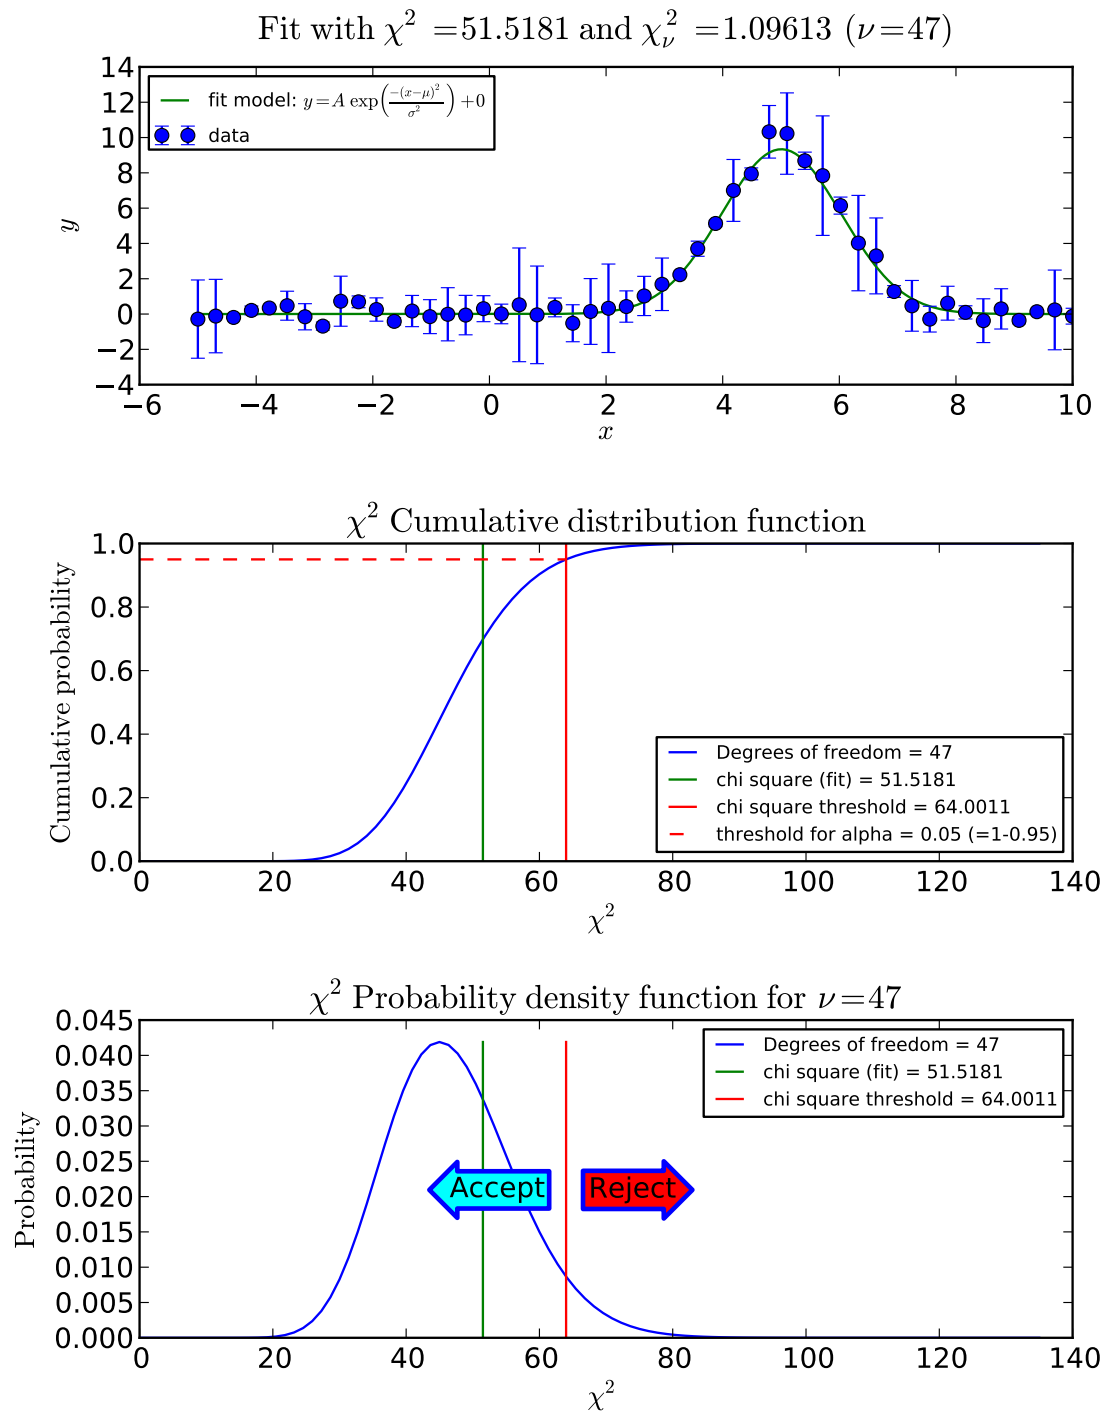 Fit with χ² =51.5181 and χ²ᵥ =1.09613 (ν=47)
14
12
10
8
6
4
2
0
−2
−4
y
fit model: y=A exp(−(x−μ)²/σ²)+0
data
−6 −4 −2 0 2 4 6 8 10
x
χ² Cumulative distribution function
1.0
0.8
0.6
0.4
0.2
0.0
Cumulative probability
Degrees of freedom = 47
chi square (fit) = 51.5181
chi square threshold = 64.0011
threshold for alpha = 0.05 (=1-0.95)
0 20 40 60 80 100 120 140
χ²
χ² Probability density function for ν=47
0.045
0.040
0.035
0.030
0.025
0.020
0.015
0.010
0.005
0.000
Probability
Degrees of freedom = 47
chi square (fit) = 51.5181
chi square threshold = 64.0011
Accept Reject
0 20 40 60 80 100 120 140
χ²